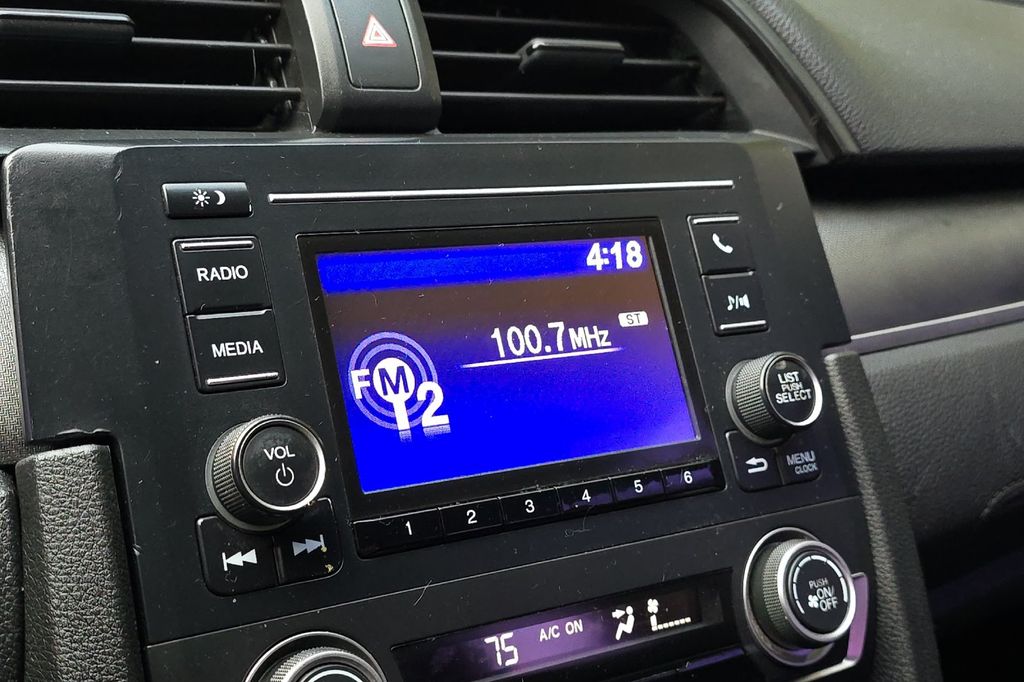 4:18
RADIO
ST
100.7 MHz
MEDIA
FM2
LIST
PUSH
SELECT
VOL
MENU
CLOCK
1 2 3 4 5 6
PUSH
ON/
OFF
75 A/C ON